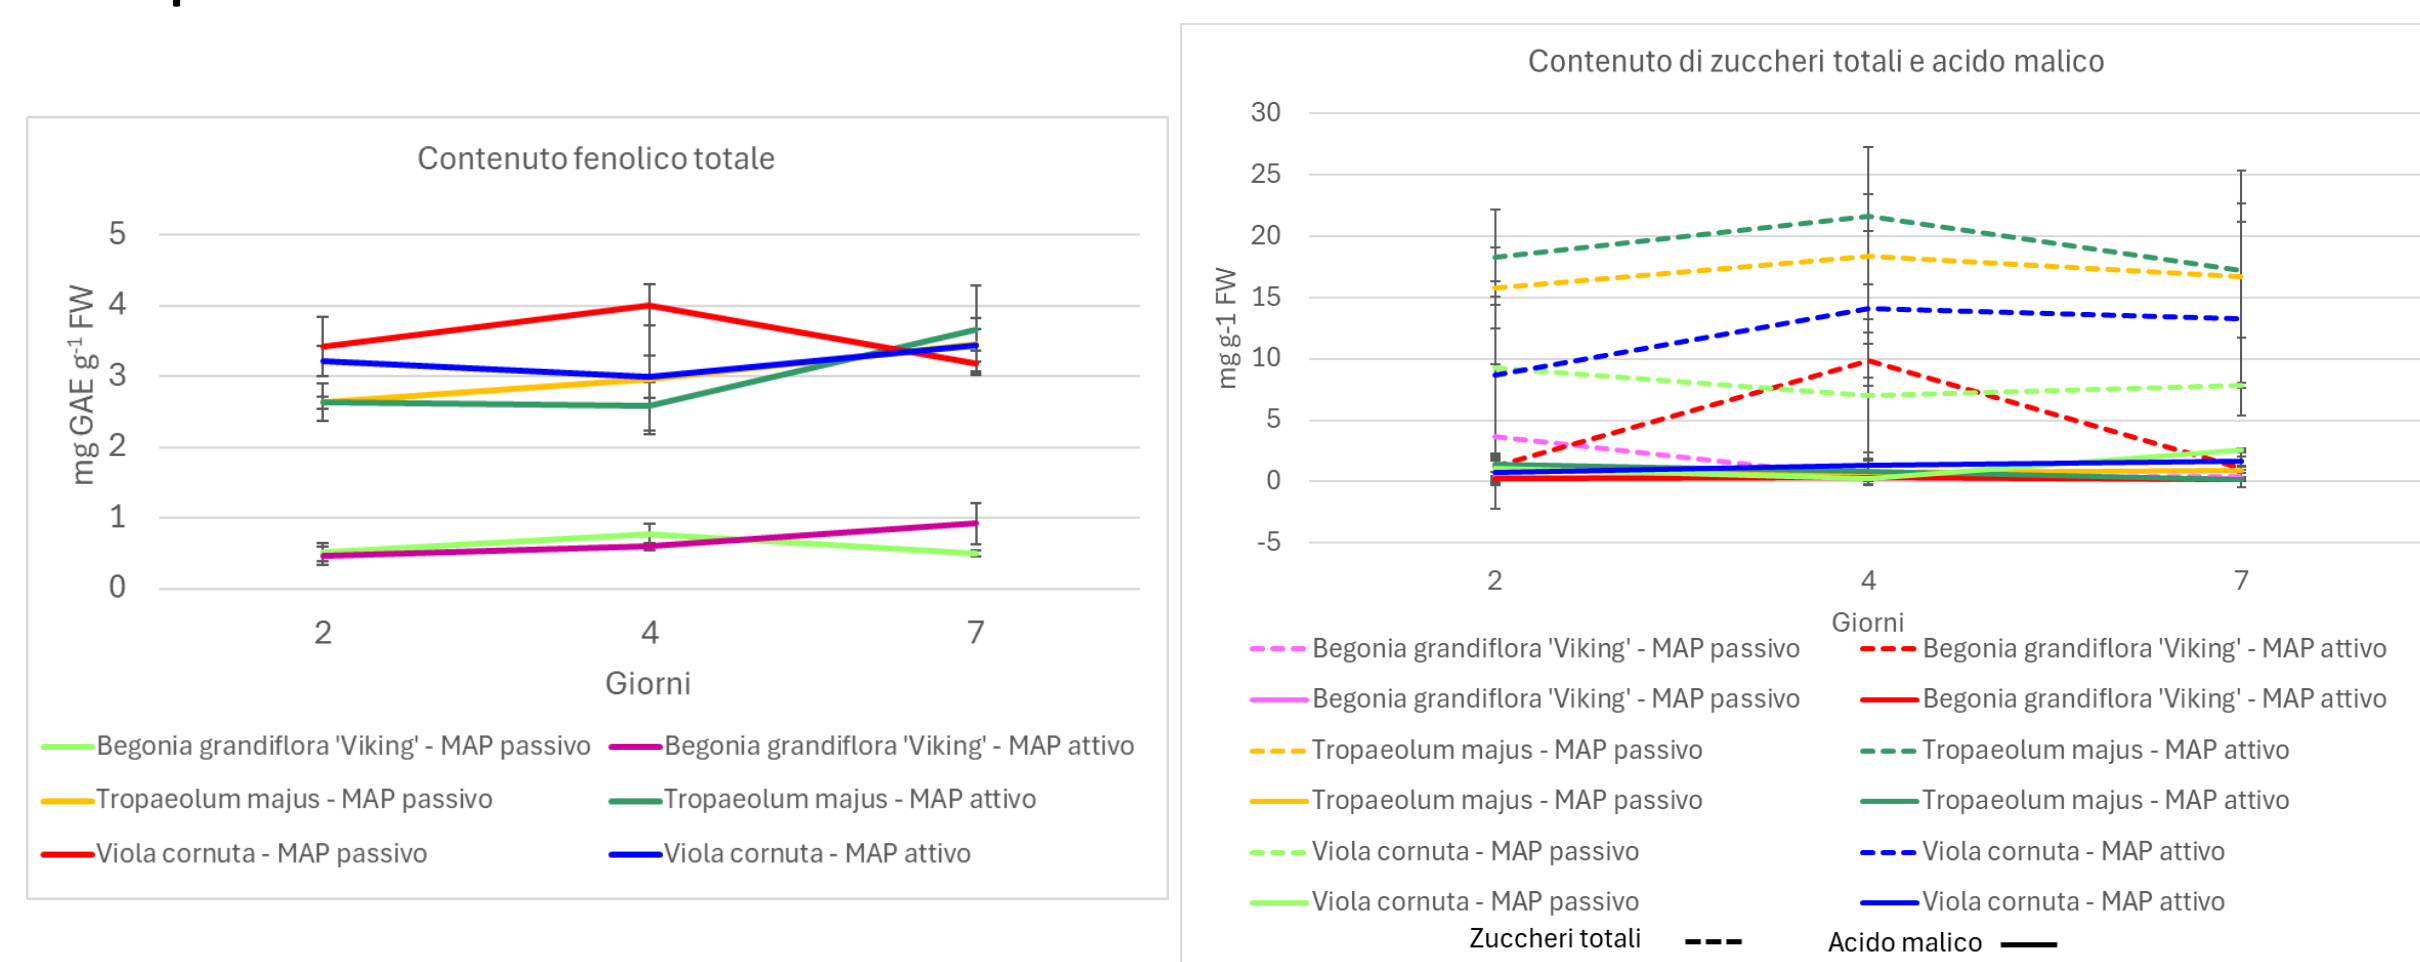 Contenuto fenolico totale
mg GAE g⁻¹ FW
5
4
3
2
1
0
2 4 7
Giorni
Begonia grandiflora 'Viking' - MAP passivo Begonia grandiflora 'Viking' - MAP attivo
Tropaeolum majus - MAP passivo Tropaeolum majus - MAP attivo
Viola cornuta - MAP passivo Viola cornuta - MAP attivo
Contenuto di zuccheri totali e acido malico
mg g-1 FW
30
25
20
15
10
5
0
-5
2 4 7
Giorni
Begonia grandiflora 'Viking' - MAP passivo Begonia grandiflora 'Viking' - MAP attivo
Begonia grandiflora 'Viking' - MAP passivo Begonia grandiflora 'Viking' - MAP attivo
Tropaeolum majus - MAP passivo Tropaeolum majus - MAP attivo
Tropaeolum majus - MAP passivo Tropaeolum majus - MAP attivo
Viola cornuta - MAP passivo Viola cornuta - MAP attivo
Viola cornuta - MAP passivo Viola cornuta - MAP attivo
Zuccheri totali Acido malico